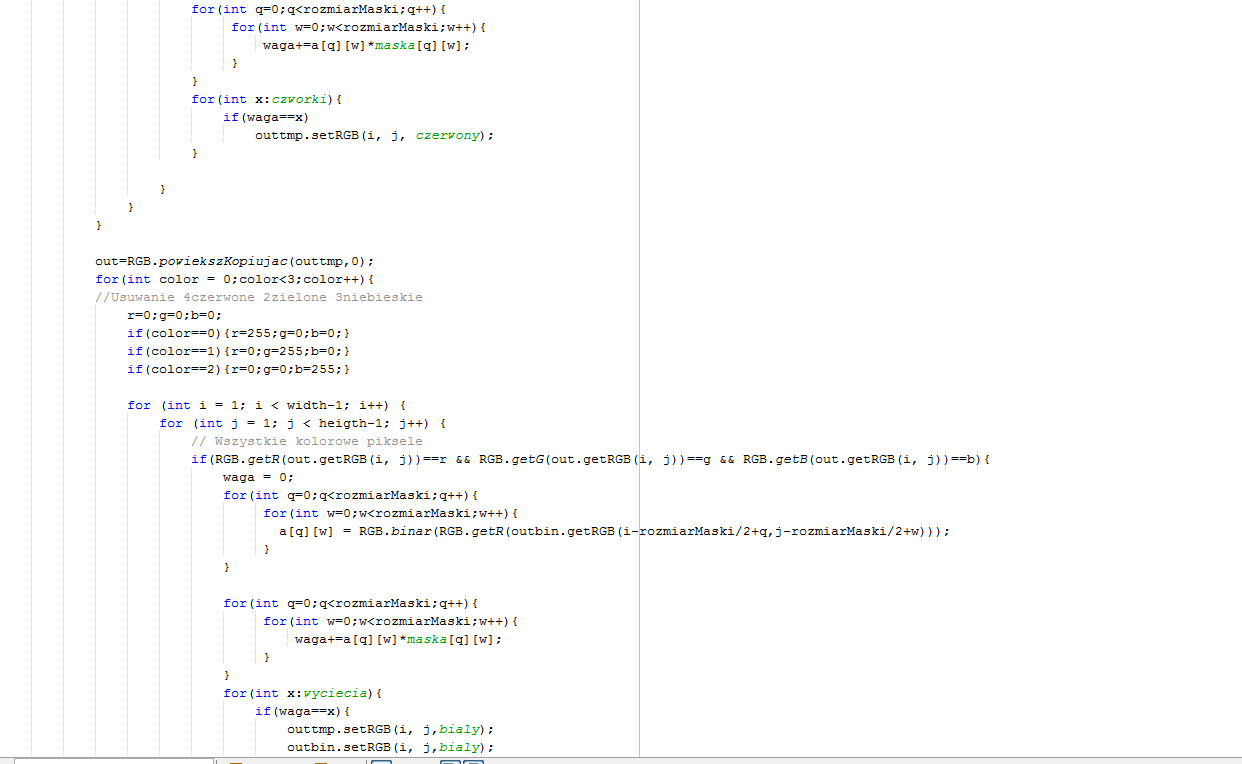 for(int q=0;q<rozmiarMaski;q++){
for(int w=0;w<rozmiarMaski;w++){
waga+=a[q][w]*maska[q][w];
}
}
for(int x:czworki){
if(waga==x)
outtmp.setRGB(i, j, czerwony);
}
}
}
}
out=RGB.powiekszKopiujac(outtmp,0);
for(int color = 0;color<3;color++){
//Usuwanie 4czerwone 2zielone 3niebieskie
r=0;g=0;b=0;
if(color==0){r=255;g=0;b=0;}
if(color==1){r=0;g=255;b=0;}
if(color==2){r=0;g=0;b=255;}
for (int i = 1; i < width-1; i++) {
for (int j = 1; j < heigth-1; j++) {
// Wszystkie kolorowe piksele
if(RGB.getR(out.getRGB(i, j))==r && RGB.getG(out.getRGB(i, j))==g && RGB.getB(out.getRGB(i, j))==b){
waga = 0;
for(int q=0;q<rozmiarMaski;q++){
for(int w=0;w<rozmiarMaski;w++){
a[q][w] = RGB.binar(RGB.getR(outbin.getRGB(i-rozmiarMaski/2+q,j-rozmiarMaski/2+w)));
}
}
for(int q=0;q<rozmiarMaski;q++){
for(int w=0;w<rozmiarMaski;w++){
waga+=a[q][w]*maska[q][w];
}
}
for(int x:wyciecia){
if(waga==x){
outtmp.setRGB(i, j,bialy);
outbin.setRGB(i, j,bialy);